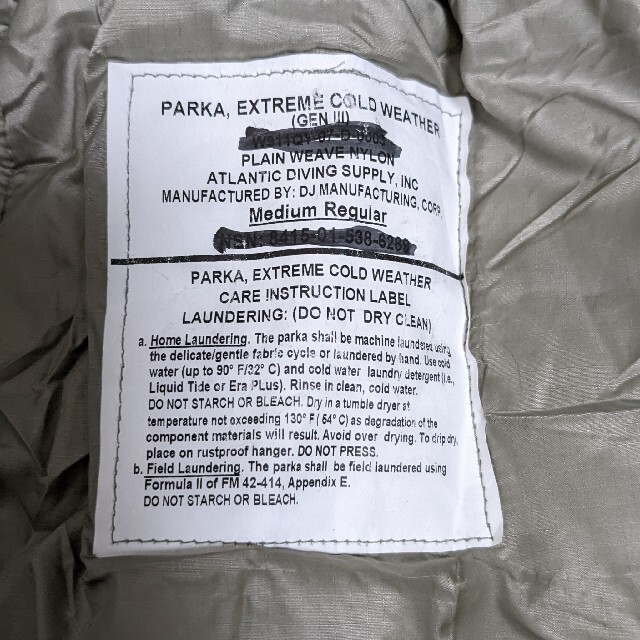 PARKA, EXTREME COLD WEATHER
(GEN III)
PLAIN WEAVE NYLON
ATLANTIC DIVING SUPPLY, INC
MANUFACTURED BY: DJ MANUFACTURING, CORP.
Medium Regular
NSN: 8415-01-538-
PARKA, EXTREME COLD WEATHER
CARE INSTRUCTION LABEL
LAUNDERING: (DO NOT DRY CLEAN)
a. Home Laundering. The parka shall be machine laundered using
the delicate/gentle fabric cycle or laundered by hand. Use cold
water (up to 90° F/32° C) and cold water laundry detergent (i.e.,
Liquid Tide or Era Plus). Rinse in clean, cold water.
DO NOT STARCH OR BLEACH. Dry in a tumble dryer at
temperature not exceeding 130° F ( 54° C) as degradation of the
component materials will result. Avoid over drying. To drip dry,
place on rustproof hanger. DO NOT PRESS.
b. Field Laundering. The parka shall be field laundered using
Formula II of FM 42-414, Appendix E.
DO NOT STARCH OR BLEACH.